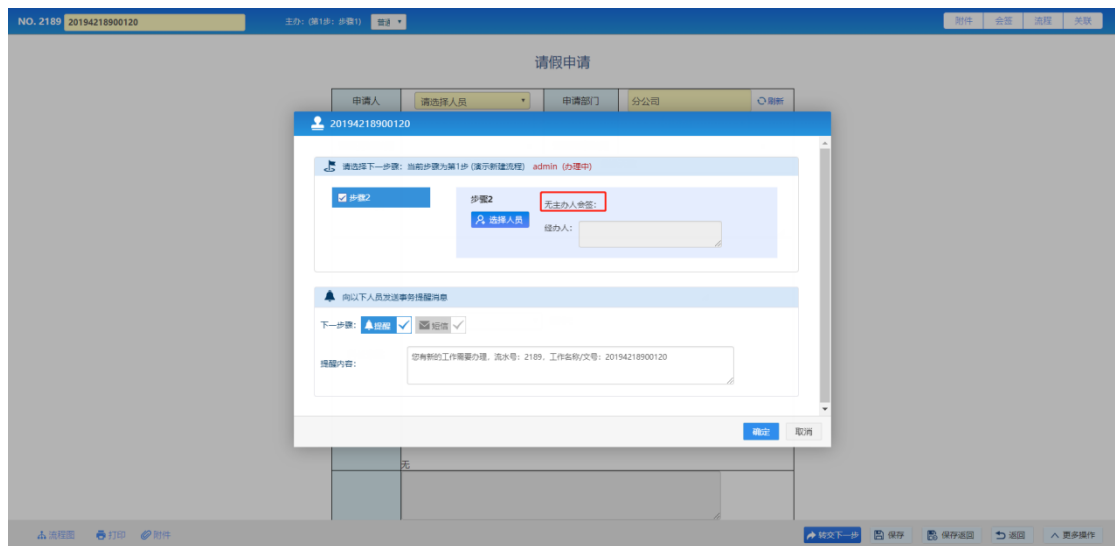 NO. 2189 20194218900120 主办: (第1步: 步骤1) 普通 附件 会签 流程 关联
请假申请
申请人 请选择人员 申请部门 分公司 刷新
20194218900120
请选择下一步骤: 当前步骤为第1步 (演示新建流程) admin (办理中)
步骤2 步骤2 无主办人会签:
选择人员 经办人:
向以下人员发送事务提醒消息
下一步骤: 提醒 短信
提醒内容: 您有新的工作需要办理, 流水号: 2189, 工作名称/文号: 20194218900120
确定 取消
无
流程图 打印 附件 转交下一步 保存 保存返回 返回 更多操作